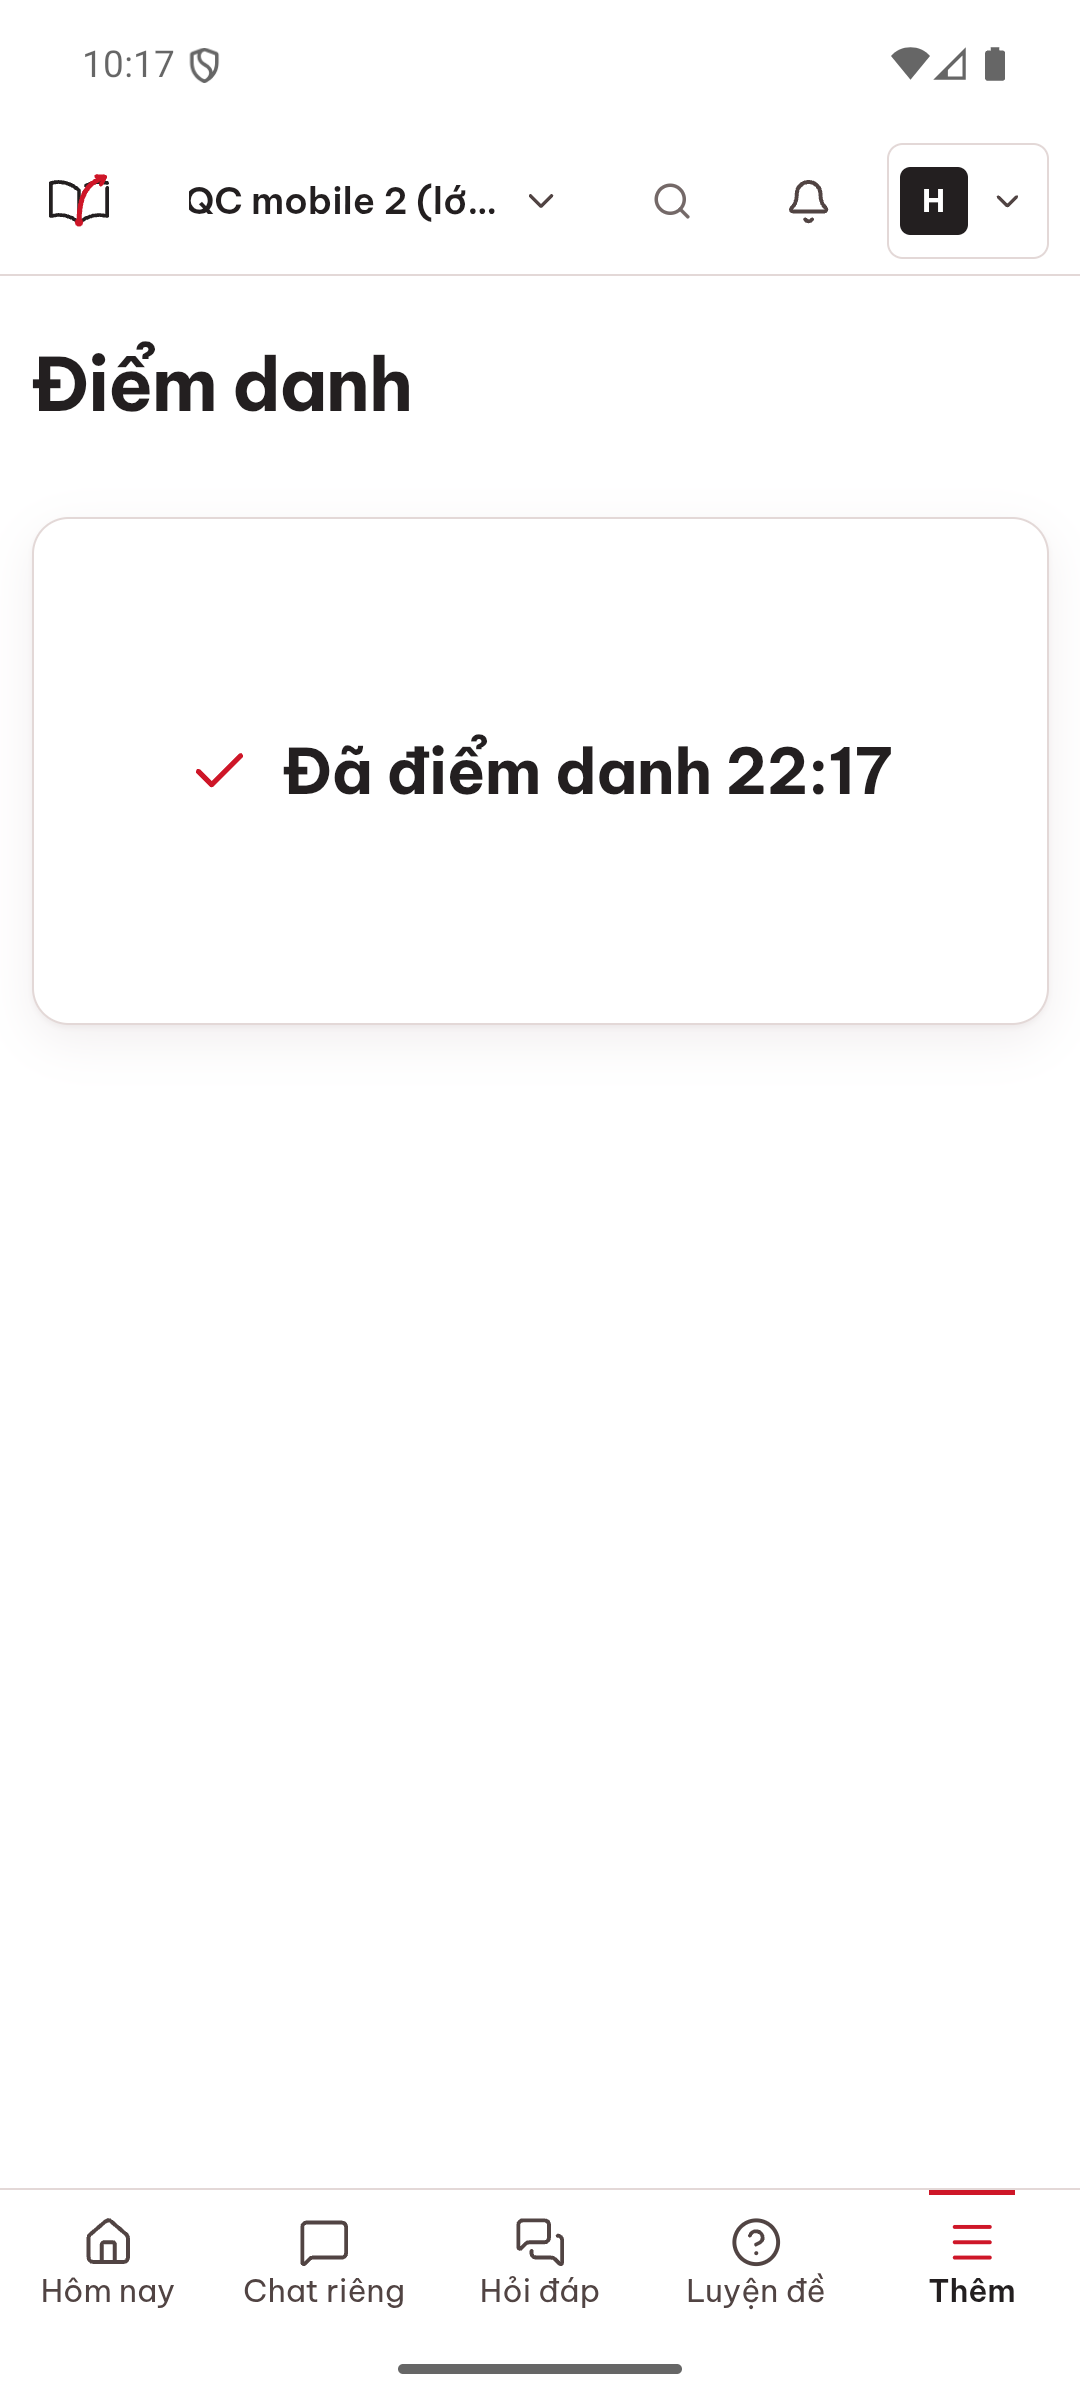 10:17
QC mobile 2 (lớ...
H
Điểm danh
Đã điểm danh 22:17
Hôm nay
Chat riêng
Hỏi đáp
Luyện đề
Thêm